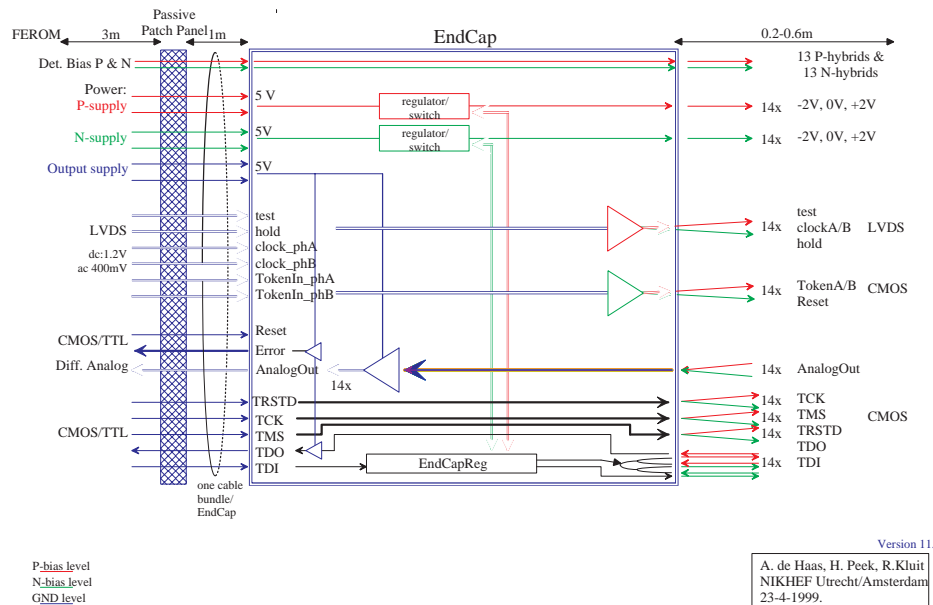 Passive
Patch Panel
FEROM
3m
1m
EndCap
0.2-0.6m
Det. Bias P & N
13 P-hybrids &
13 N-hybrids
Power:
P-supply
5 V
regulator/
switch
14x
-2V, 0V, +2V
N-supply
5V
regulator/
switch
14x
-2V, 0V, +2V
Output supply
5V
test
LVDS
hold
dc:1.2V
clock_phA
ac 400mV
clock_phB
TokenIn_phA
TokenIn_phB
14x
test
clockA/B
hold
LVDS
14x
TokenA/B
Reset
CMOS
Reset
CMOS/TTL
Error
Diff. Analog
AnalogOut
14x
14x
AnalogOut
TRSTD
TCK
CMOS/TTL
TMS
TDO
TDI
EndCapReg
14x
TCK
14x
TMS
14x
TRSTD
TDO
14x
TDI
CMOS
one cable
bundle/
EndCap
Version 11.
P-bias level
N-bias level
GND level
A. de Haas, H. Peek, R.Kluit
NIKHEF Utrecht/Amsterdam
23-4-1999.